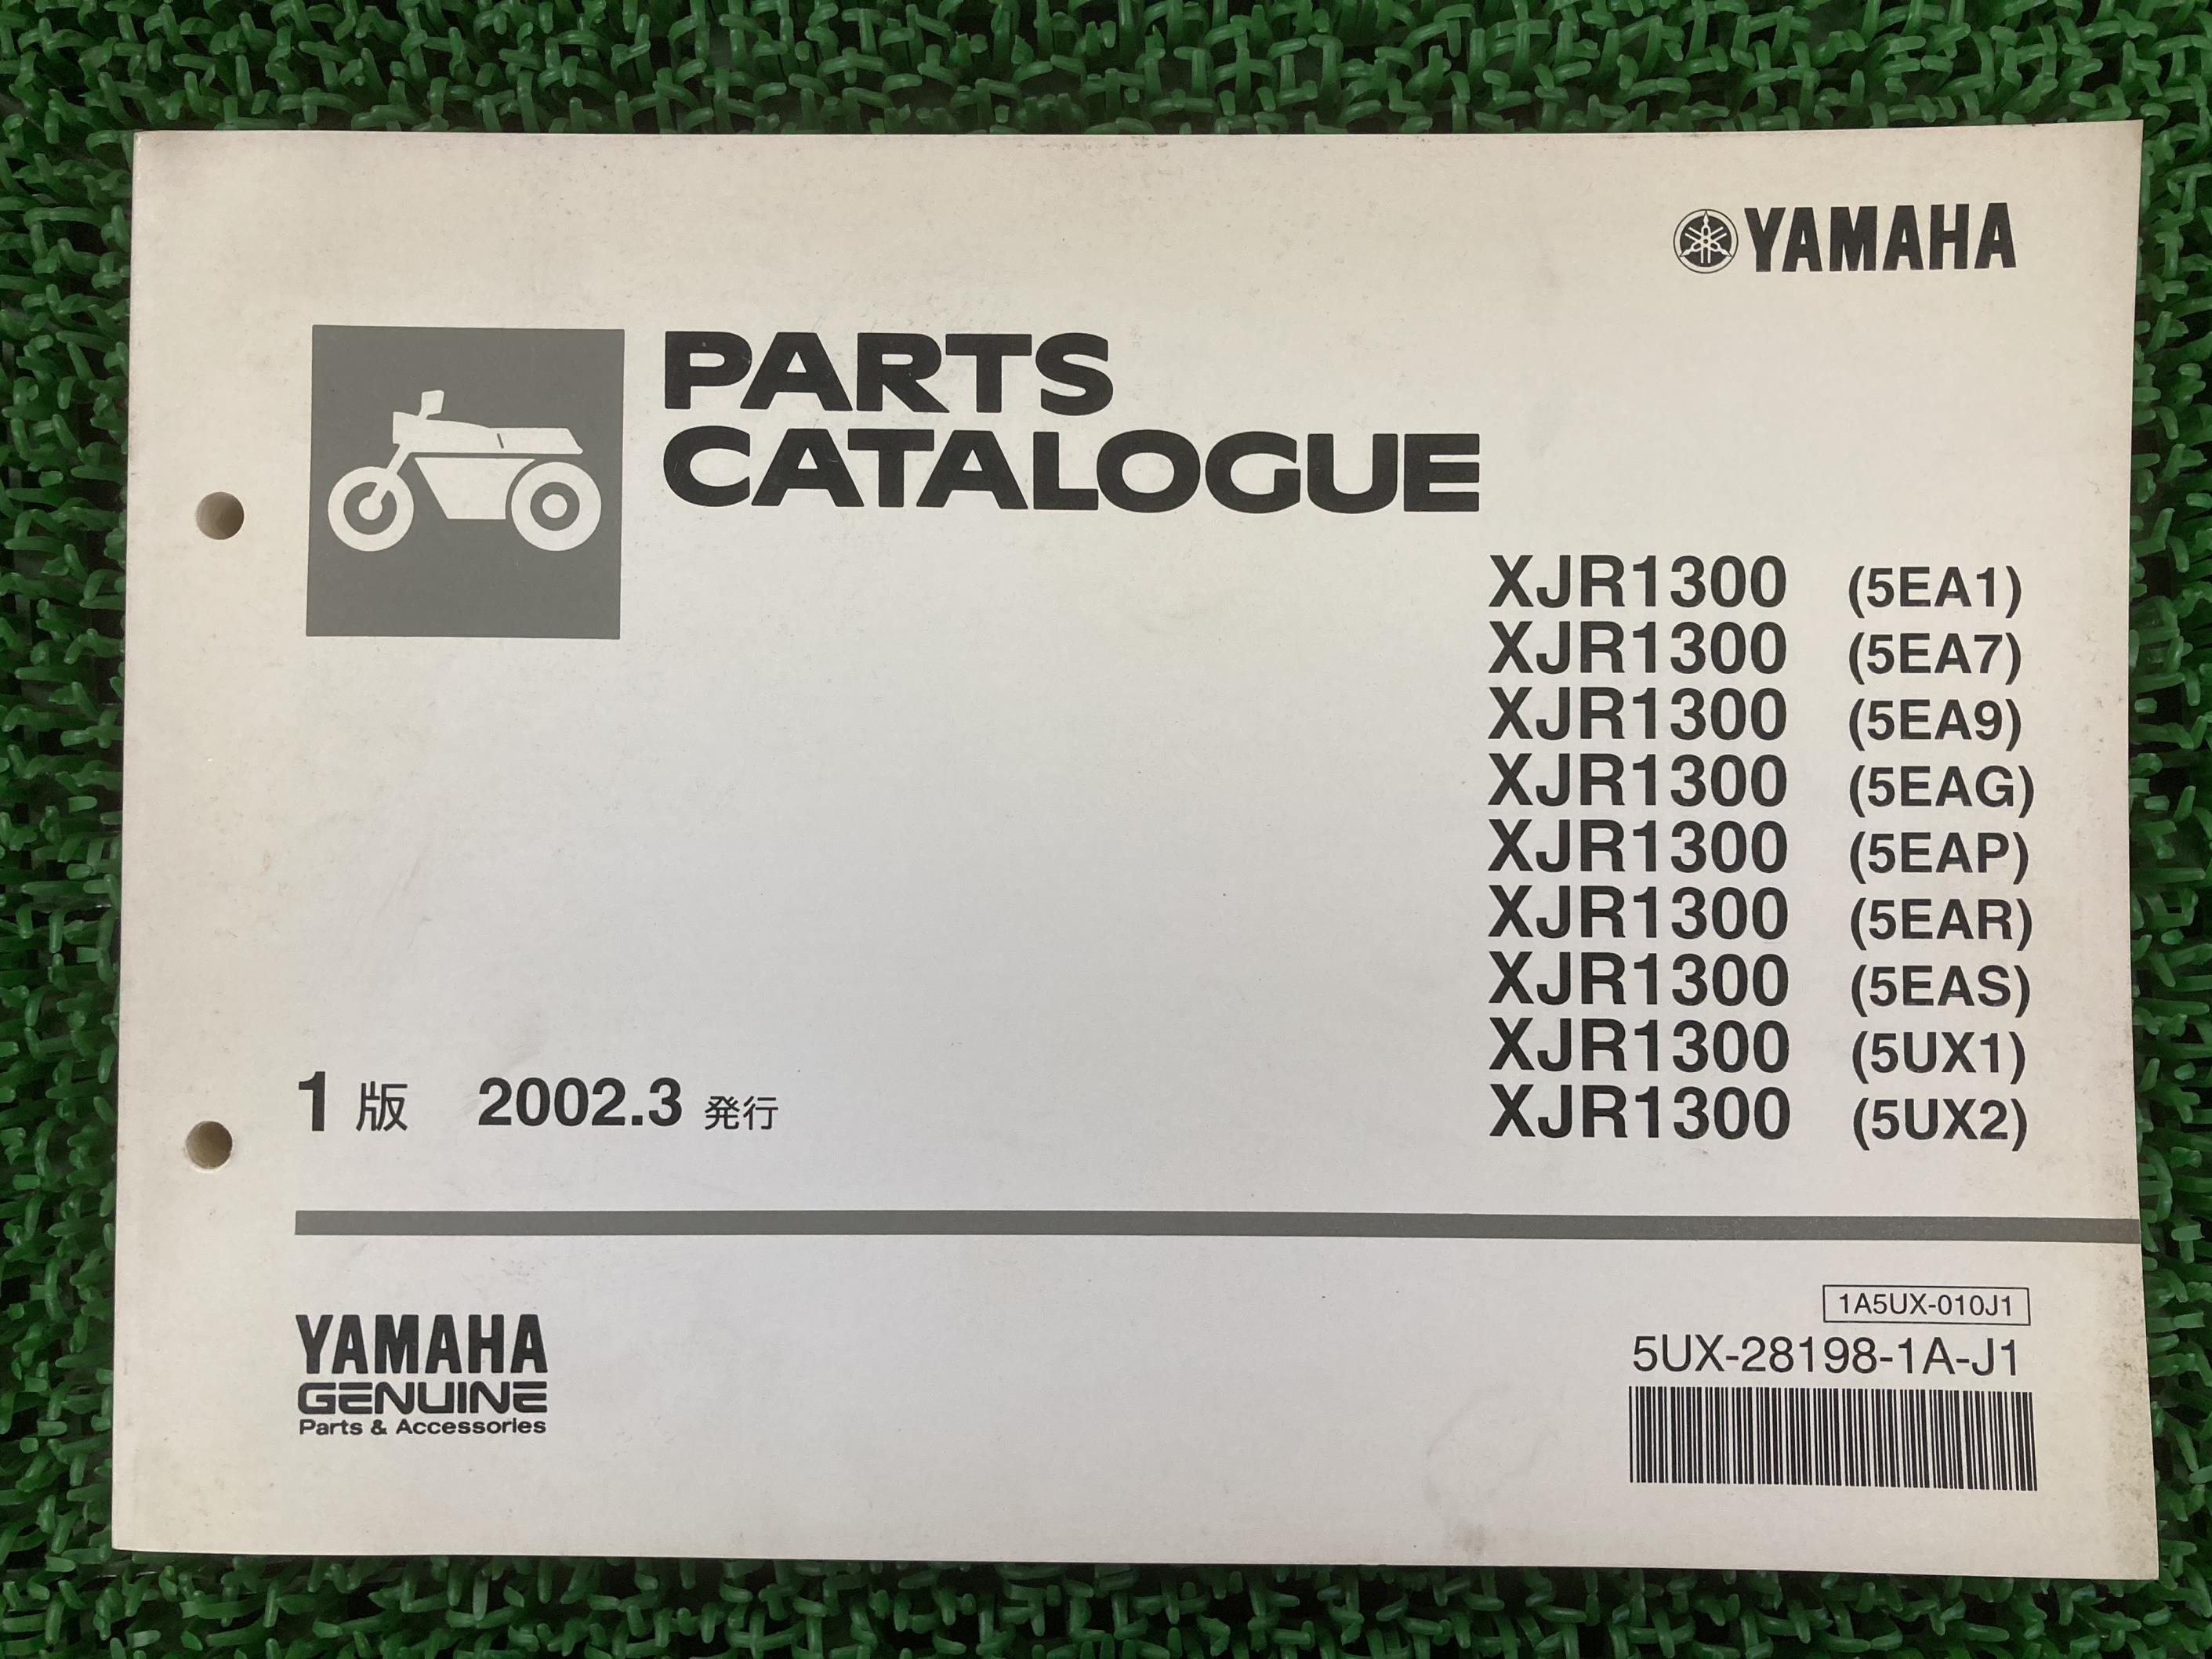 YAMAHA
PARTS
CATALOGUE
XJR1300 (5EA1)
XJR1300 (5EA7)
XJR1300 (5EA9)
XJR1300 (5EAG)
XJR1300 (5EAP)
XJR1300 (5EAR)
XJR1300 (5EAS)
XJR1300 (5UX1)
XJR1300 (5UX2)
1 版 2002.3 発行
1A5UX-010J1
5UX-28198-1A-J1
YAMAHA
GENUINE
Parts & Accessories